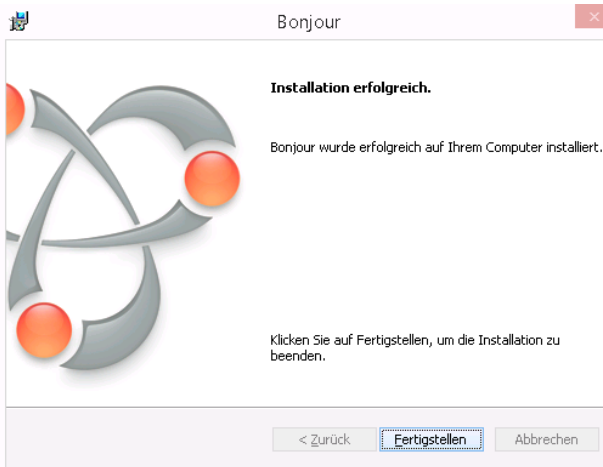 Bonjour
Installation erfolgreich.
Bonjour wurde erfolgreich auf Ihrem Computer installiert.
Klicken Sie auf Fertigstellen, um die Installation zu
beenden.
< Zurück Fertigstellen Abbrechen